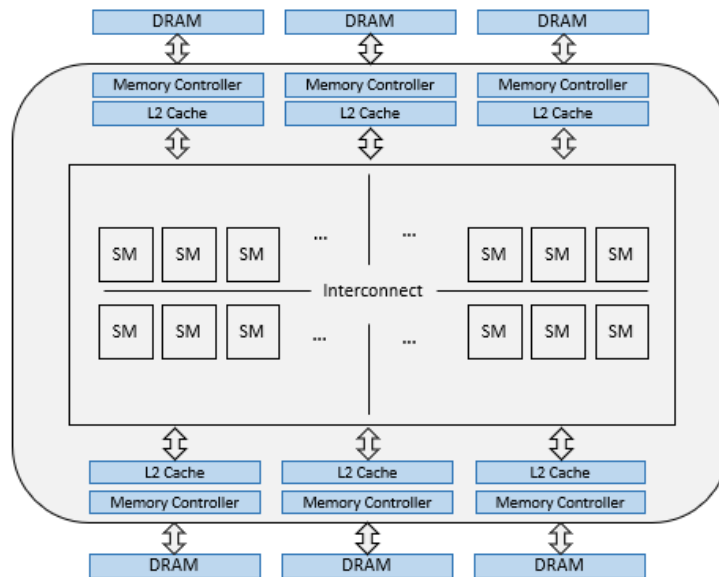 DRAM DRAM DRAM
Memory Controller Memory Controller Memory Controller
L2 Cache L2 Cache L2 Cache
SM SM SM ... ... SM SM SM
Interconnect
SM SM SM ... ... SM SM SM
L2 Cache L2 Cache L2 Cache
Memory Controller Memory Controller Memory Controller
DRAM DRAM DRAM